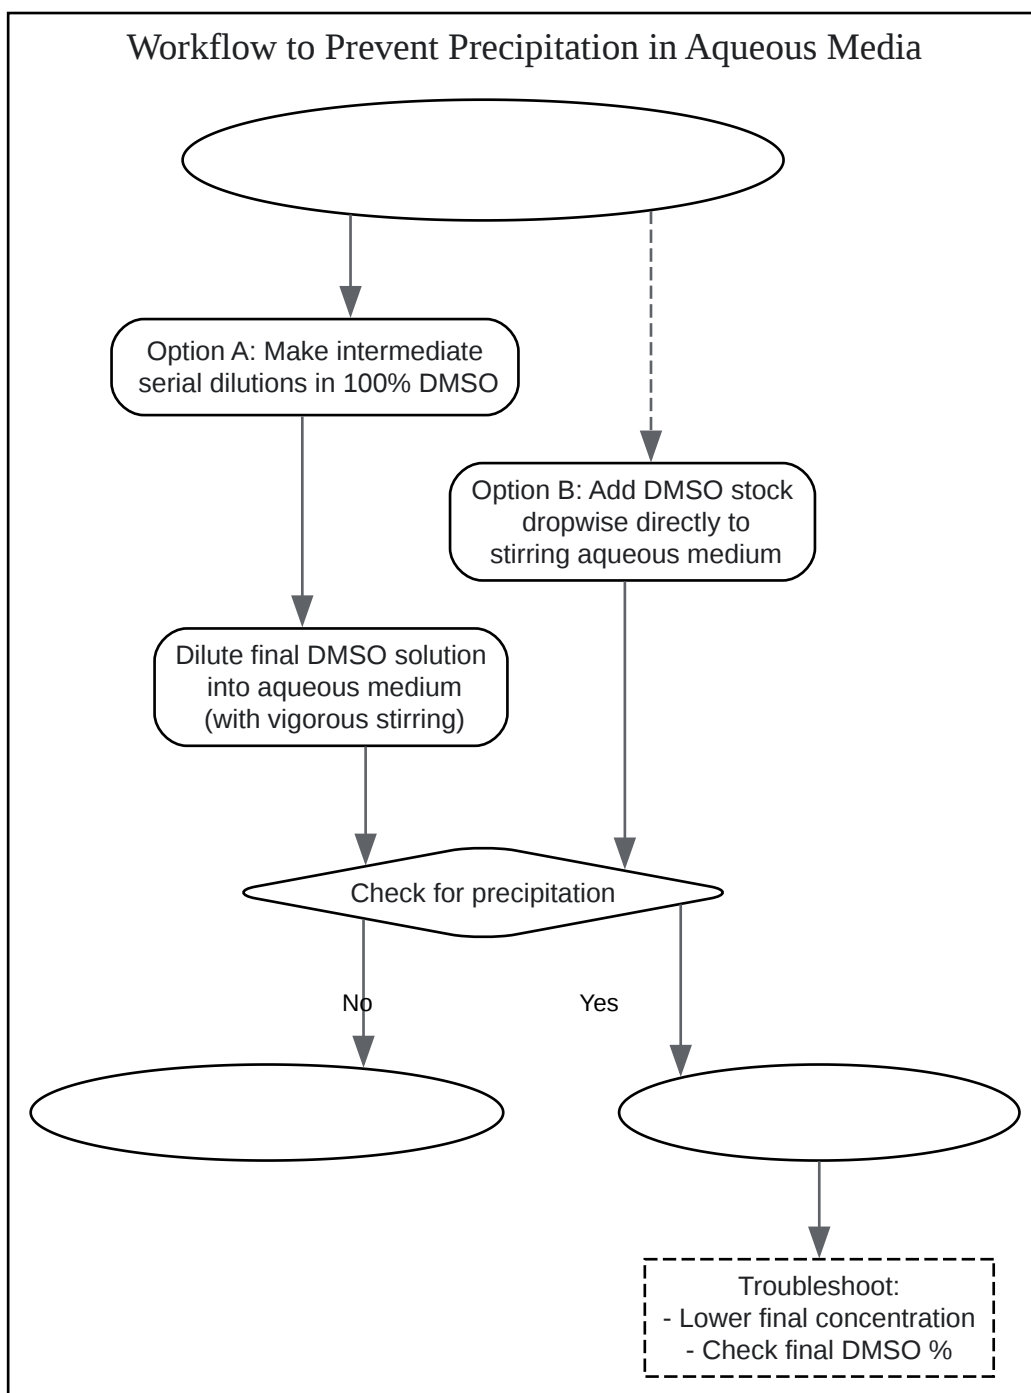 Workflow to Prevent Precipitation in Aqueous Media
Option A: Make intermediate
serial dilutions in 100% DMSO
Option B: Add DMSO stock
dropwise directly to
stirring aqueous medium
Dilute final DMSO solution
into aqueous medium
(with vigorous stirring)
Check for precipitation
No
Yes
Troubleshoot:
- Lower final concentration
- Check final DMSO %